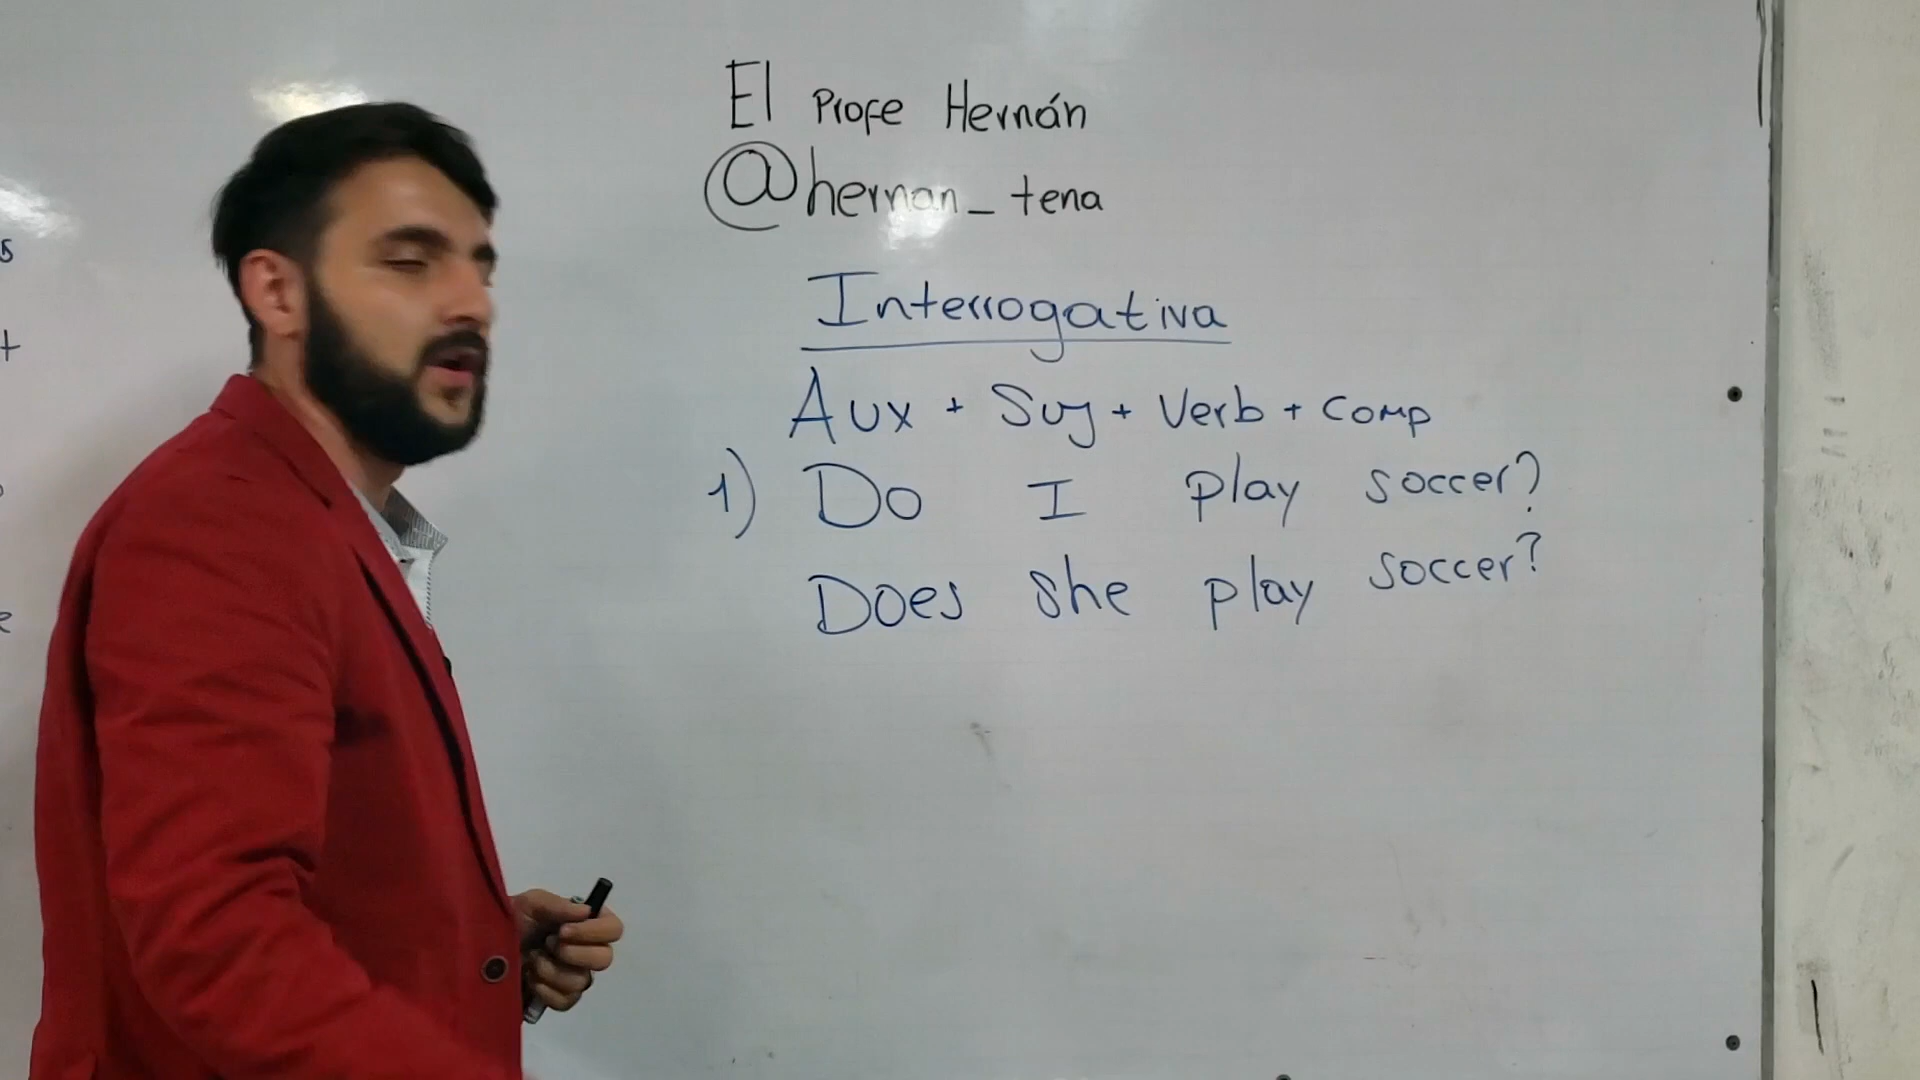 El Profe Hernán
@hernan_tena
Interrogativa
Aux + Suj + Verb + Comp
1) Do I play soccer?
Does she play soccer?